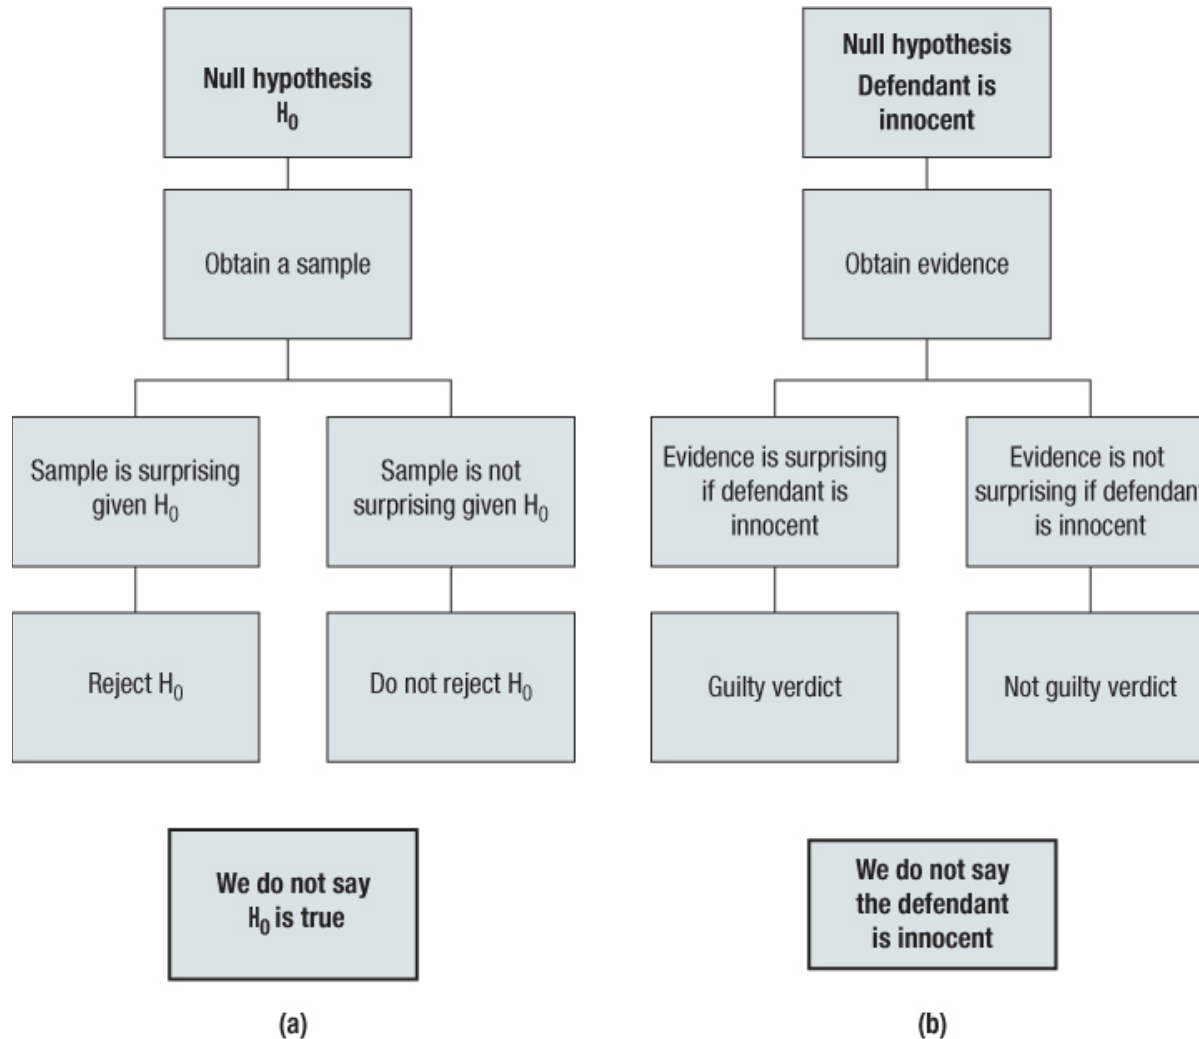 Null hypothesis
H₀
Obtain a sample
Sample is surprising
given H₀
Sample is not
surprising given H₀
Reject H₀
Do not reject H₀
We do not say
H₀ is true
(a)
Null hypothesis
Defendant is
innocent
Obtain evidence
Evidence is surprising
if defendant is
innocent
Evidence is not
surprising if defendant
is innocent
Guilty verdict
Not guilty verdict
We do not say
the defendant
is innocent
(b)